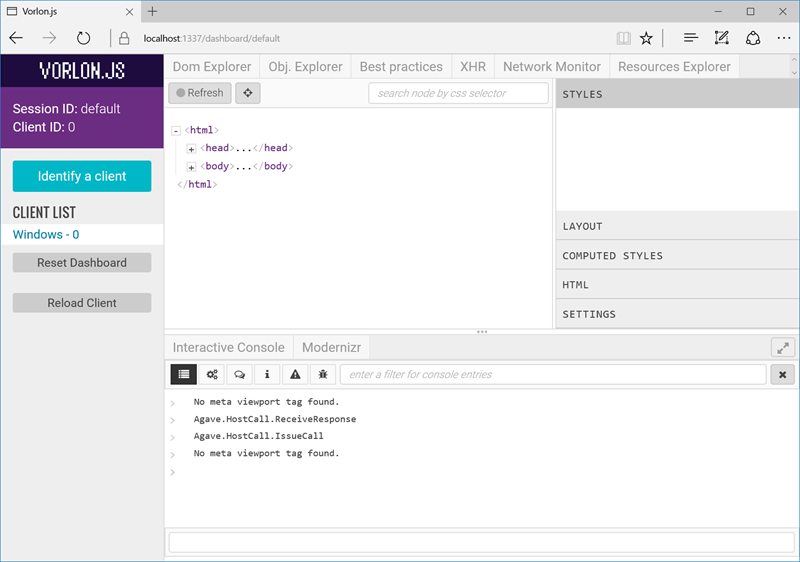 Vorlon.js
localhost:1337/dashboard/default
VORLON.JS
Session ID: default
Client ID: 0
Identify a client
CLIENT LIST
Windows - 0
Reset Dashboard
Reload Client
Dom Explorer
Obj. Explorer
Best practices
XHR
Network Monitor
Resources Explorer
Refresh
search node by css selector
- <html>
+ <head>...</head>
+ <body>...</body>
</html>
STYLES
LAYOUT
COMPUTED STYLES
HTML
SETTINGS
Interactive Console
Modernizr
enter a filter for console entries
> No meta viewport tag found.
> Agave.HostCall.ReceiveResponse
> Agave.HostCall.IssueCall
> No meta viewport tag found.
>